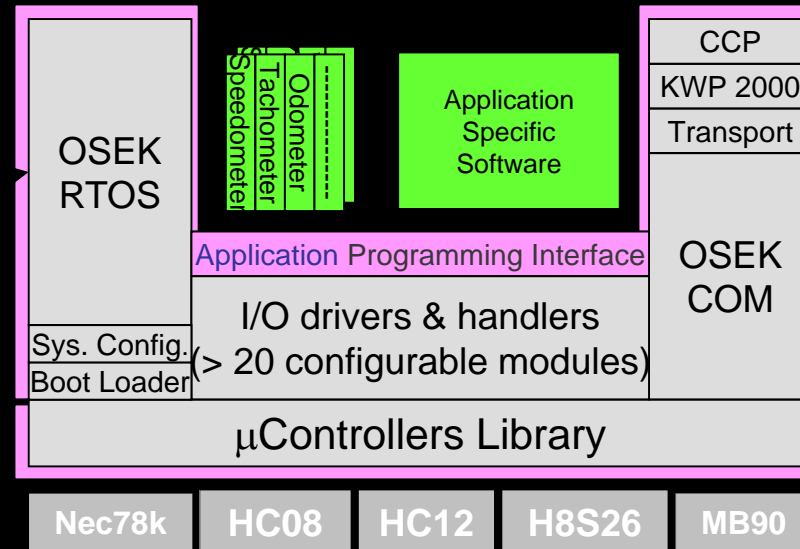 OSEK
RTOS
Sys. Config.
Boot Loader
Speedometer
Tachometer
Odometer
--------------
Application
Specific
Software
CCP
KWP 2000
Transport
OSEK
COM
Application Programming Interface
I/O drivers & handlers
(> 20 configurable modules)
µControllers Library
Nec78k
HC08
HC12
H8S26
MB90